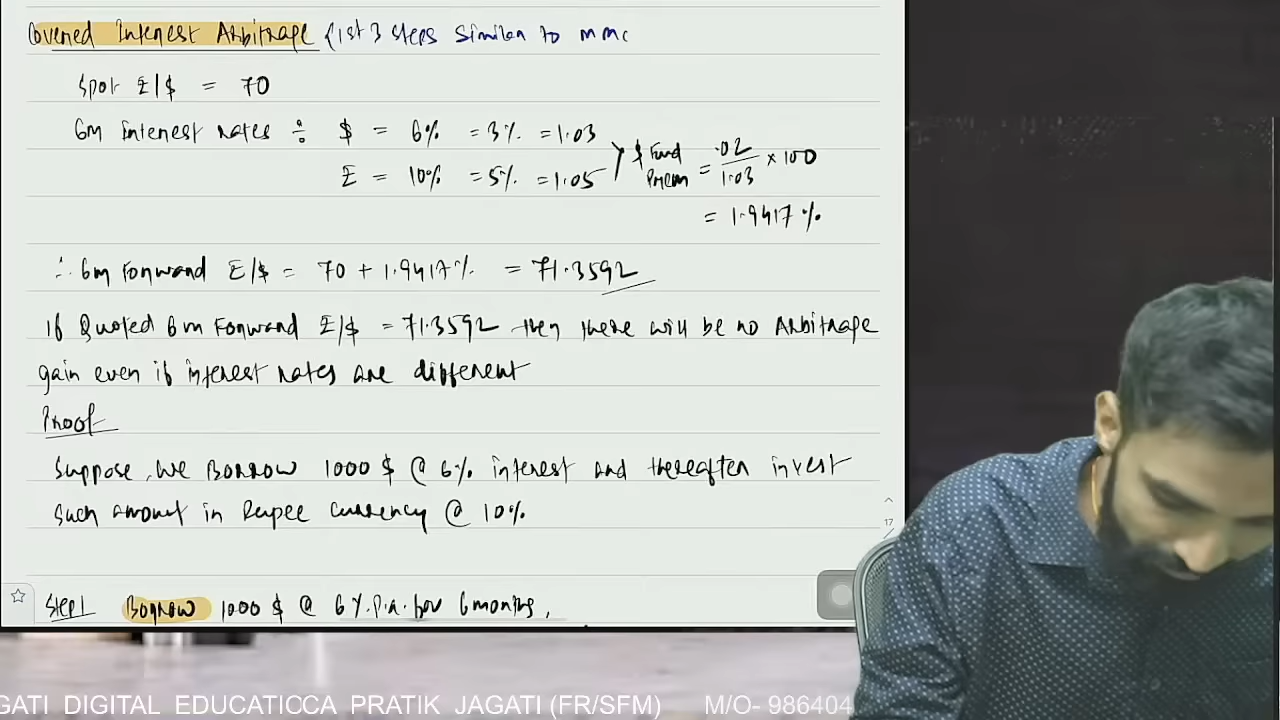 Covered Interest Arbitrage {1st 3 steps similar to MMC
Spot ₹/$ = 70
6m interest rates ÷ $ = 6% = 3% = 1.03
₹ = 10% = 5% = 1.05
$ Fwd Prem = .02/1.03 × 100
= 1.9417%
∴ 6m Forward ₹/$ = 70 + 1.9417% = 71.3592
If Quoted 6m Forward ₹/$ = 71.3592 then there will be no Arbitrage
gain even if interest rates are different
Proof
Suppose, we Borrow 1000 $ @ 6% interest and thereafter invest
such amount in Rupee currency @ 10%
17
Step1 Borrow 1000 $ @ 6% p.a. for 6 months,
GATI DIGITAL EDUCATICCA PRATIK JAGATI (FR/SFM) M/O- 986404